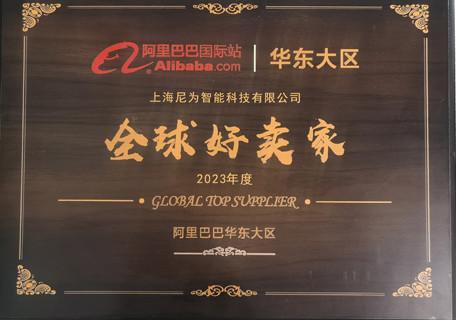 阿里巴巴国际站
Alibaba.com
华东大区
上海尼为智能科技有限公司
全球好卖家
2023年度
GLOBAL TOP SUPPLIER
阿里巴巴华东大区